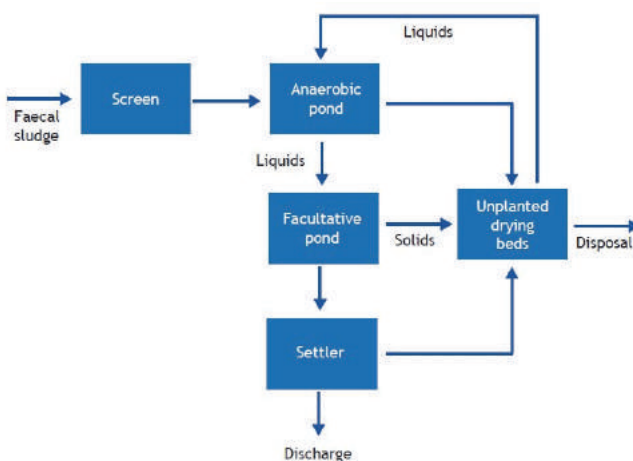 Liquids
Faecal
sludge
Screen
Anaerobic
pond
Liquids
Facultative
pond
Solids
Unplanted
drying
beds
Disposal
Settler
Discharge